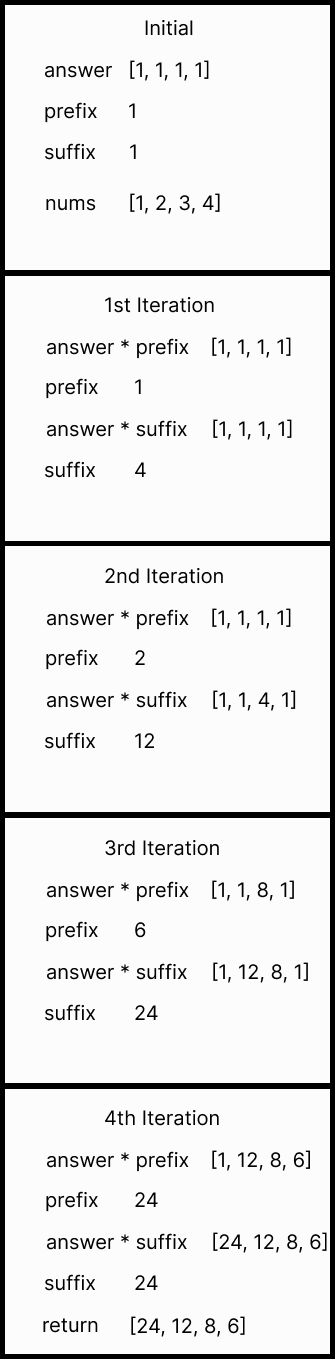 Initial
answer [1, 1, 1, 1]
prefix 1
suffix 1
nums [1, 2, 3, 4]
1st Iteration
answer * prefix [1, 1, 1, 1]
prefix 1
answer * suffix [1, 1, 1, 1]
suffix 4
2nd Iteration
answer * prefix [1, 1, 1, 1]
prefix 2
answer * suffix [1, 1, 4, 1]
suffix 12
3rd Iteration
answer * prefix [1, 1, 8, 1]
prefix 6
answer * suffix [1, 12, 8, 1]
suffix 24
4th Iteration
answer * prefix [1, 12, 8, 6]
prefix 24
answer * suffix [24, 12, 8, 6]
suffix 24
return [24, 12, 8, 6]